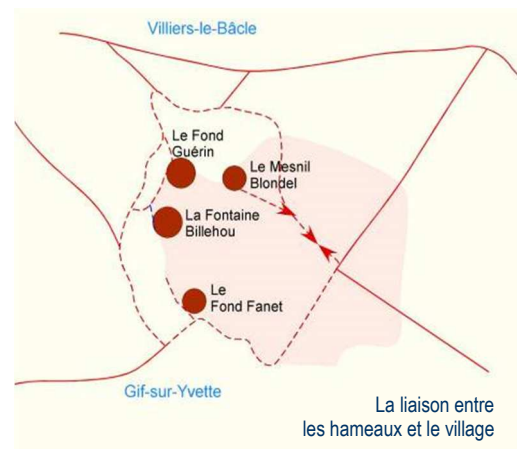 Villiers-le-Bâcle
Le Fond
Guérin
Le Mesnil
Blondel
La Fontaine
Billehou
Le
Fond Fanet
Gif-sur-Yvette
La liaison entre
les hameaux et le village